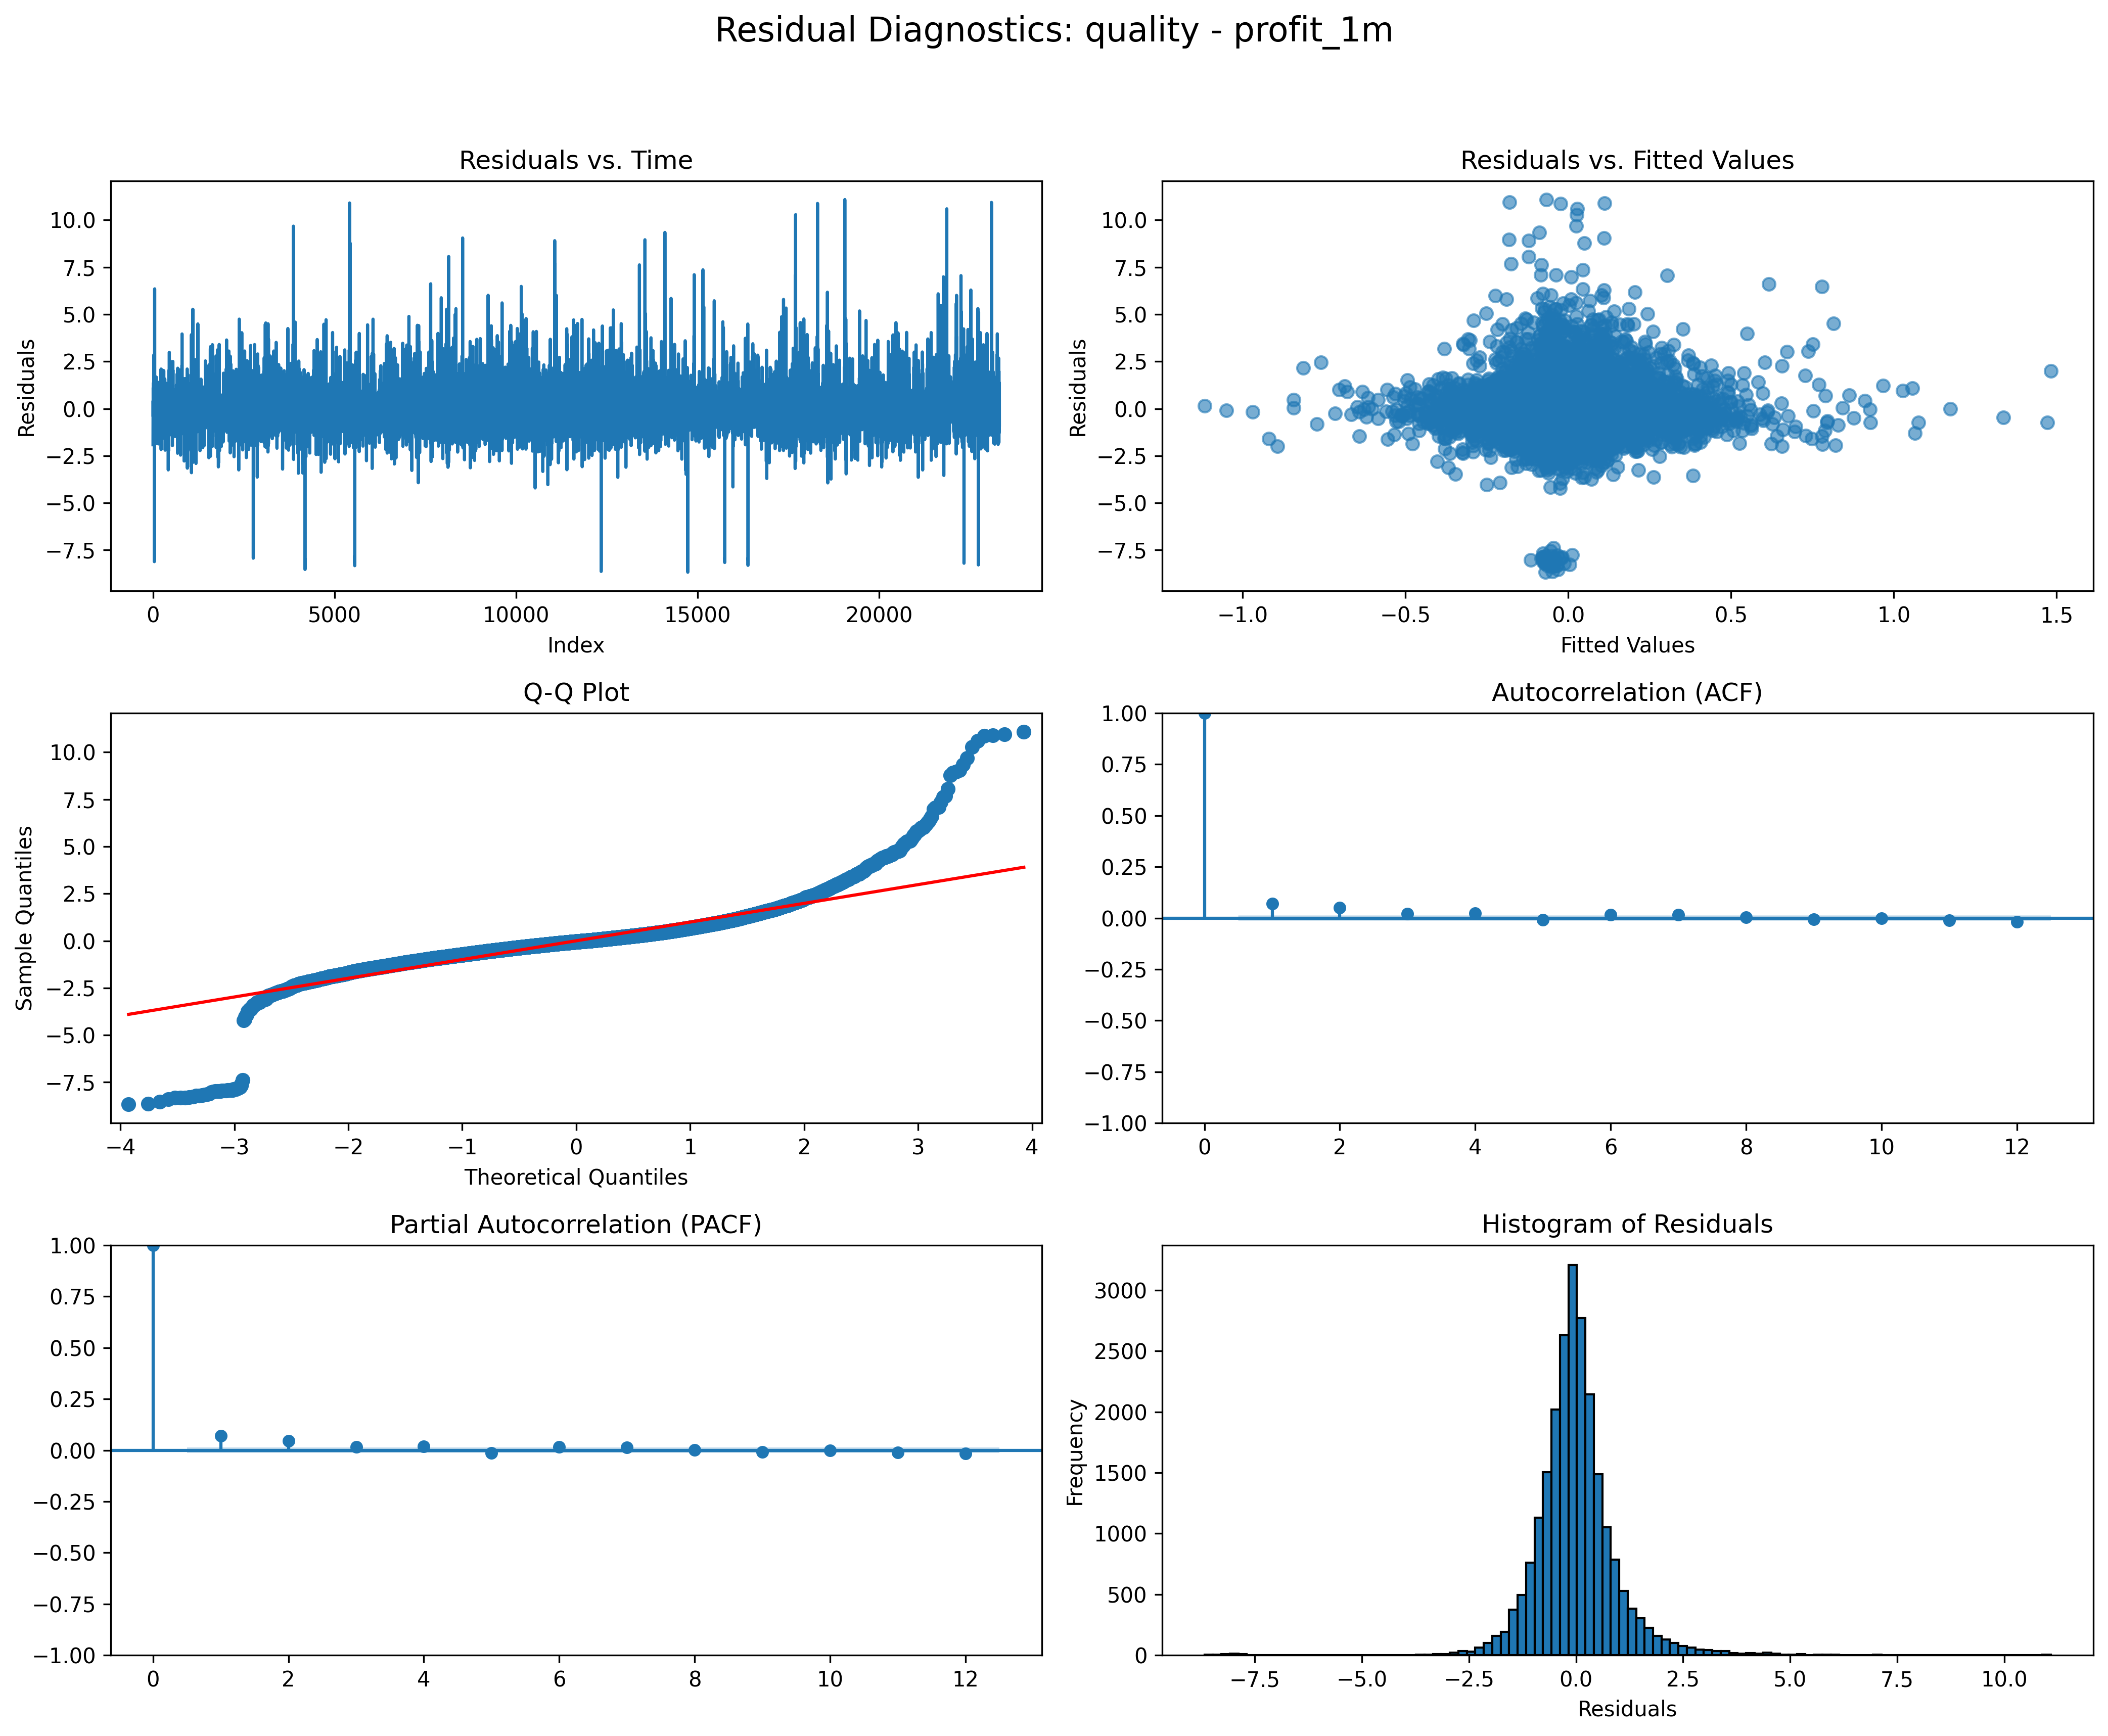 Residual Diagnostics: quality - profit_1m
Residuals vs. Time
Residuals
10.0
7.5
5.0
2.5
0.0
−2.5
−5.0
−7.5
0 5000 10000 15000 20000
Index
Residuals vs. Fitted Values
Residuals
10.0
7.5
5.0
2.5
0.0
−2.5
−5.0
−7.5
−1.0 −0.5 0.0 0.5 1.0 1.5
Fitted Values
Q-Q Plot
Sample Quantiles
10.0
7.5
5.0
2.5
0.0
−2.5
−5.0
−7.5
−4 −3 −2 −1 0 1 2 3 4
Theoretical Quantiles
Autocorrelation (ACF)
1.00
0.75
0.50
0.25
0.00
−0.25
−0.50
−0.75
−1.00
0 2 4 6 8 10 12
Partial Autocorrelation (PACF)
1.00
0.75
0.50
0.25
0.00
−0.25
−0.50
−0.75
−1.00
0 2 4 6 8 10 12
Histogram of Residuals
Frequency
3000
2500
2000
1500
1000
500
0
−7.5 −5.0 −2.5 0.0 2.5 5.0 7.5 10.0
Residuals